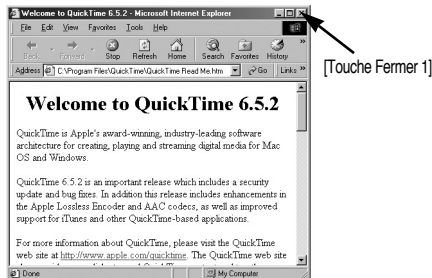 Welcome to QuickTime 6.5.2 - Microsoft Internet Explorer
File Edit View Favorites Tools Help
Back Forward Stop Refresh Home Search Favorites History
Address C:\Program Files\QuickTime\QuickTime Read Me.htm Go Links »
[Touche Fermer 1]
Welcome to QuickTime 6.5.2
QuickTime is Apple's award-winning, industry-leading software
architecture for creating, playing and streaming digital media for Mac
OS and Windows.
QuickTime 6.5.2 is an important release which includes a security
update and bug fixes. In addition this release includes enhancements in
the Apple Lossless Encoder and AAC codecs, as well as improved
support for iTunes and other QuickTime-based applications.
For more information about QuickTime, please visit the QuickTime
web site at http://www.apple.com/quicktime. The QuickTime web site
Done My Computer